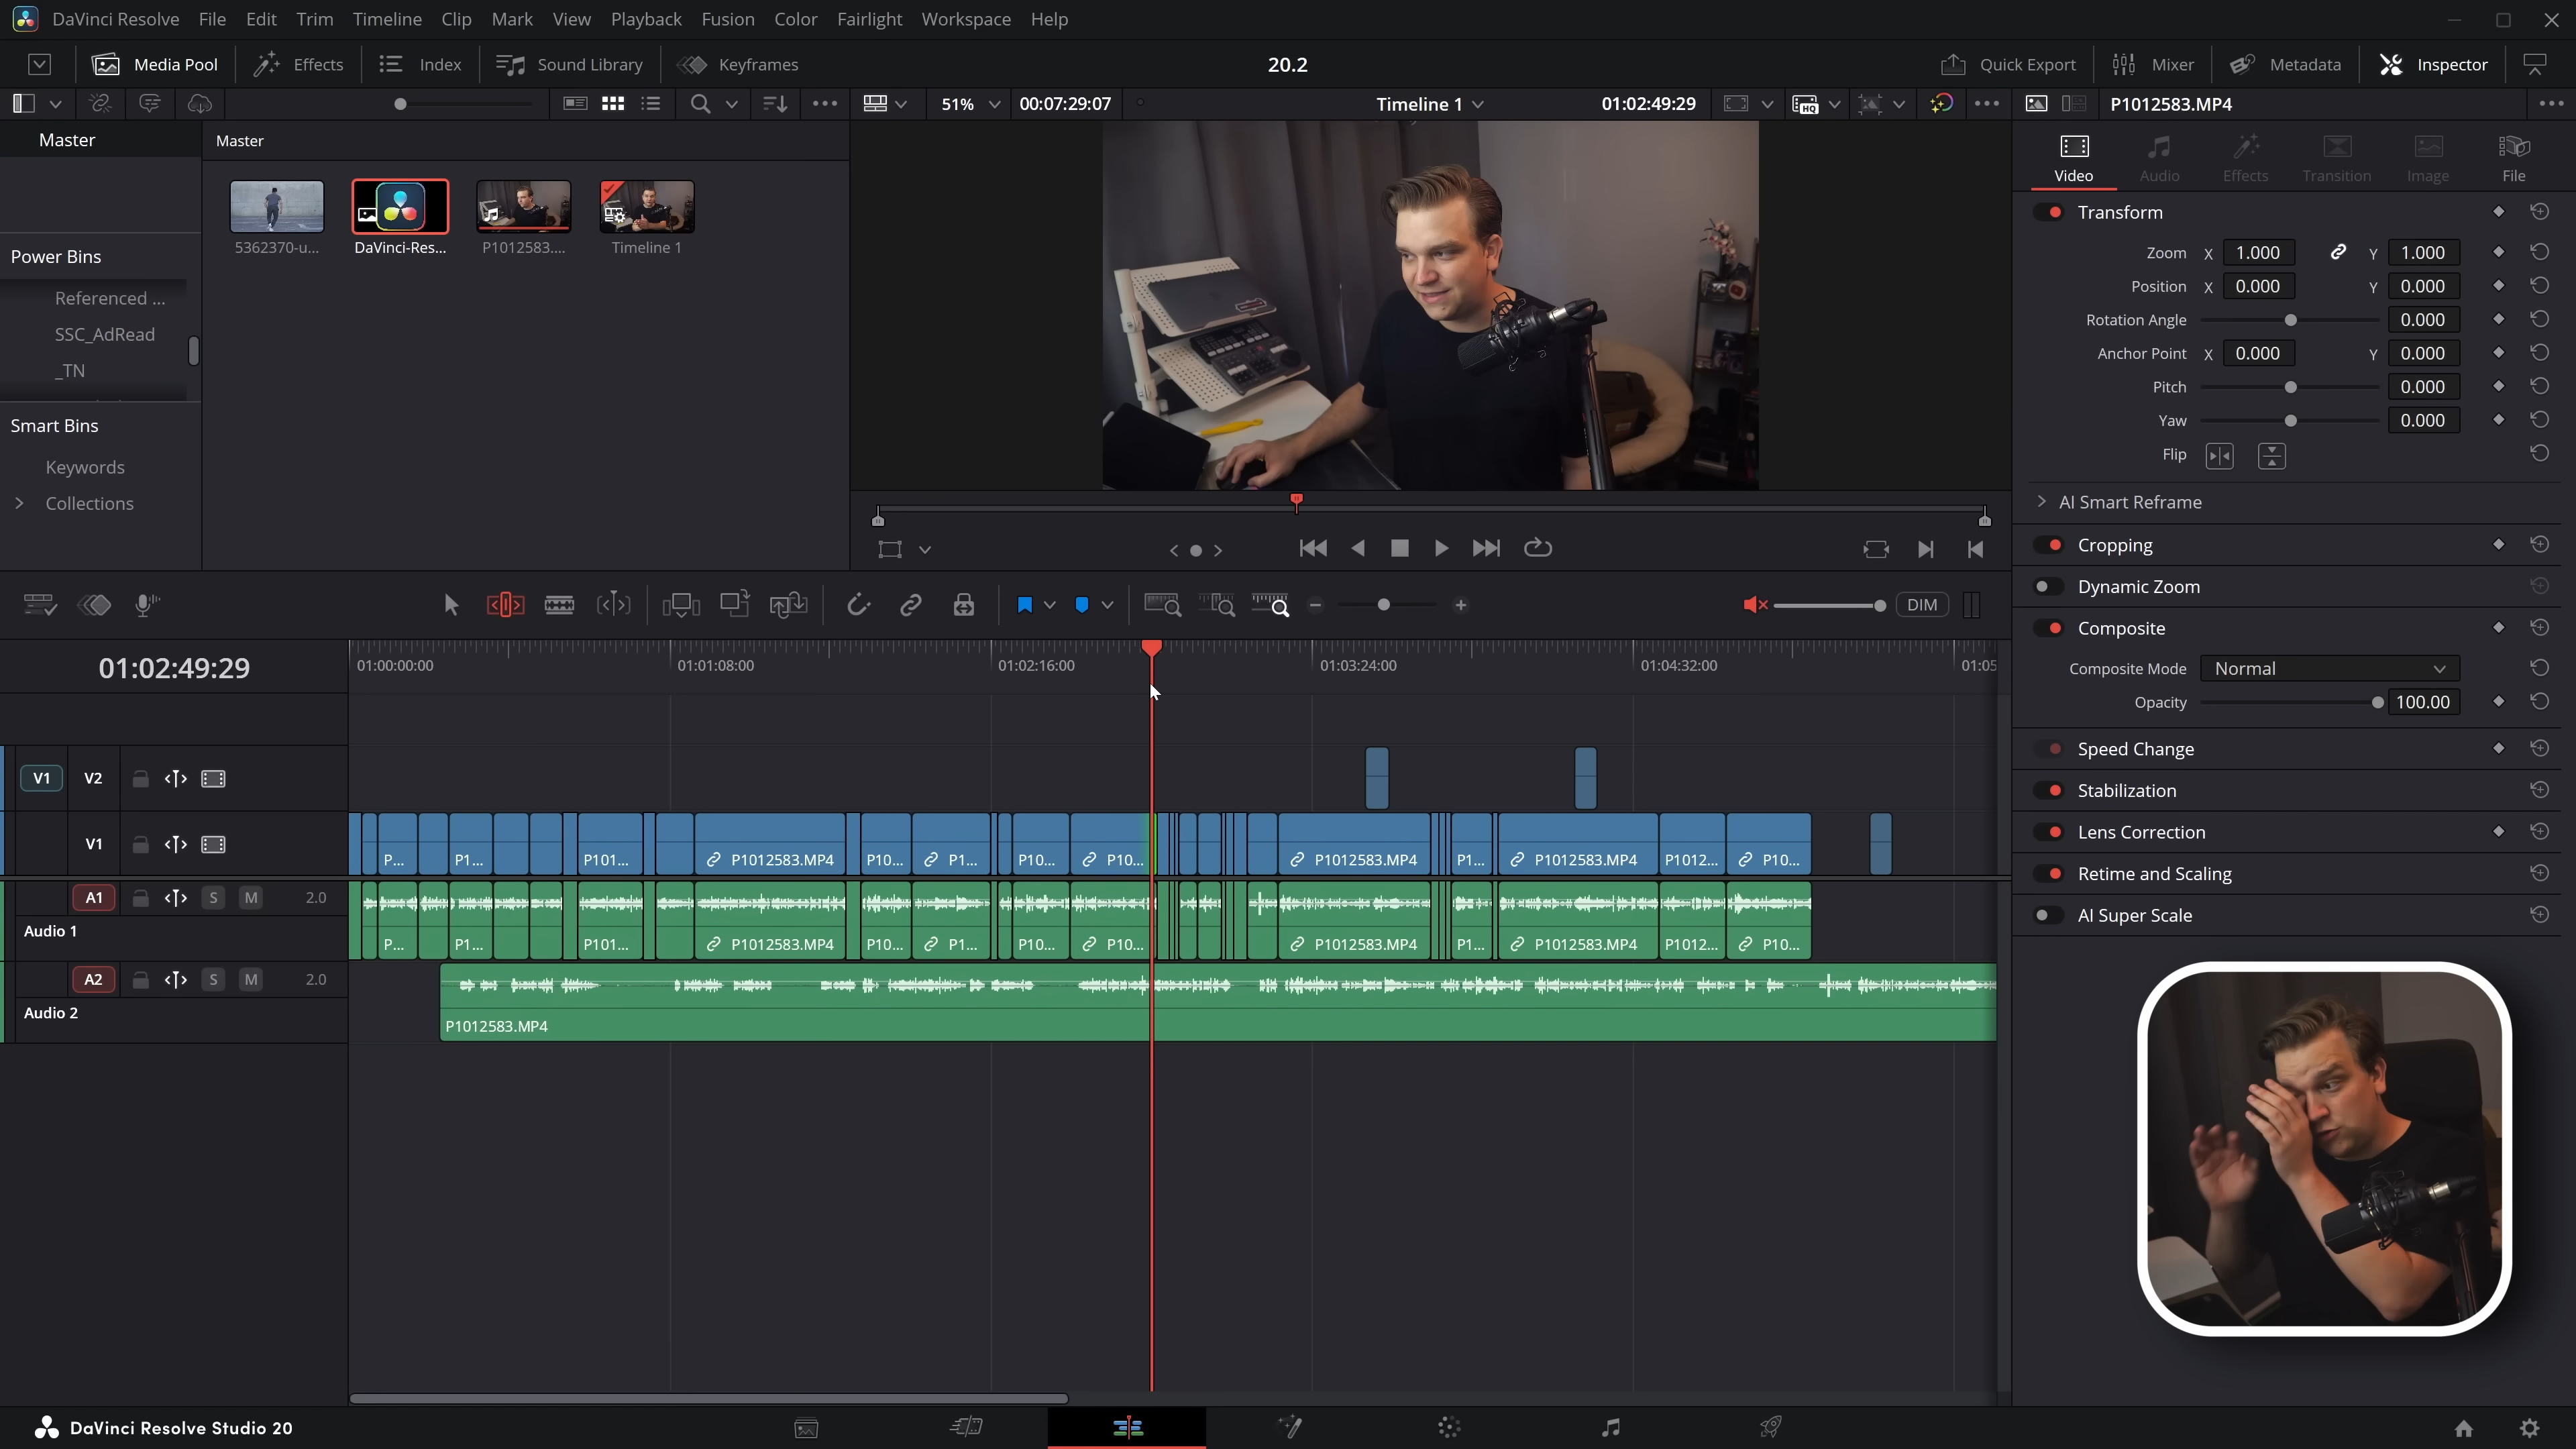 DaVinci Resolve File Edit Trim Timeline Clip Mark View Playback Fusion Color Fairlight Workspace Help
Media Pool Effects Index Sound Library Keyframes 20.2 Quick Export Mixer Metadata Inspector
51% 00:07:29:07 Timeline 1 01:02:49:29 HQ P1012583.MP4
Master
Master
Video Audio Effects Transition Image File
5362370-u... DaVinci-Res... P1012583.... Timeline 1
Power Bins
Referenced ...
SSC_AdRead
_TN
Smart Bins
Keywords
Collections
Transform
Zoom X 1.000 Y 1.000
Position X 0.000 Y 0.000
Rotation Angle 0.000
Anchor Point X 0.000 Y 0.000
Pitch 0.000
Yaw 0.000
Flip
AI Smart Reframe
Cropping
Dynamic Zoom
Composite
Composite Mode Normal
Opacity 100.00
Speed Change
Stabilization
Lens Correction
Retime and Scaling
AI Super Scale
DIM
01:02:49:29 01:00:00:00 01:01:08:00 01:02:16:00 01:03:24:00 01:04:32:00 01:05
V1 V2
V1 P... P1... P101... P1012583.MP4 P10... P1... P10... P10... P1012583.MP4 P1... P1012583.MP4 P1012... P10...
A1 S M 2.0
Audio 1 P... P1... P101... P1012583.MP4 P10... P1... P10... P10... P1012583.MP4 P1... P1012583.MP4 P1012... P10...
A2 S M 2.0
Audio 2 P1012583.MP4
DaVinci Resolve Studio 20